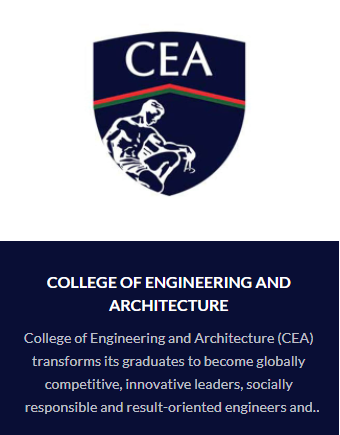 CEA
COLLEGE OF ENGINEERING AND
ARCHITECTURE
College of Engineering and Architecture (CEA)
transforms its graduates to become globally
competitive, innovative leaders, socially
responsible and result-oriented engineers and..